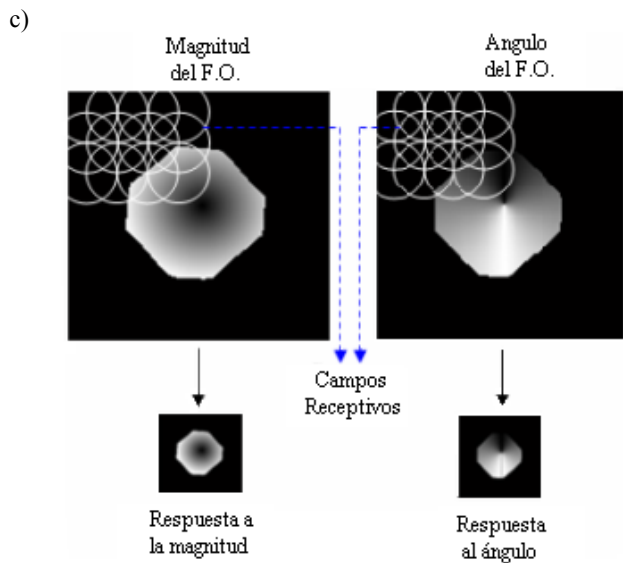 c)
Magnitud
del F.O.
Angulo
del F.O.
Campos
Receptivos
Respuesta a
la magnitud
Respuesta
al ángulo